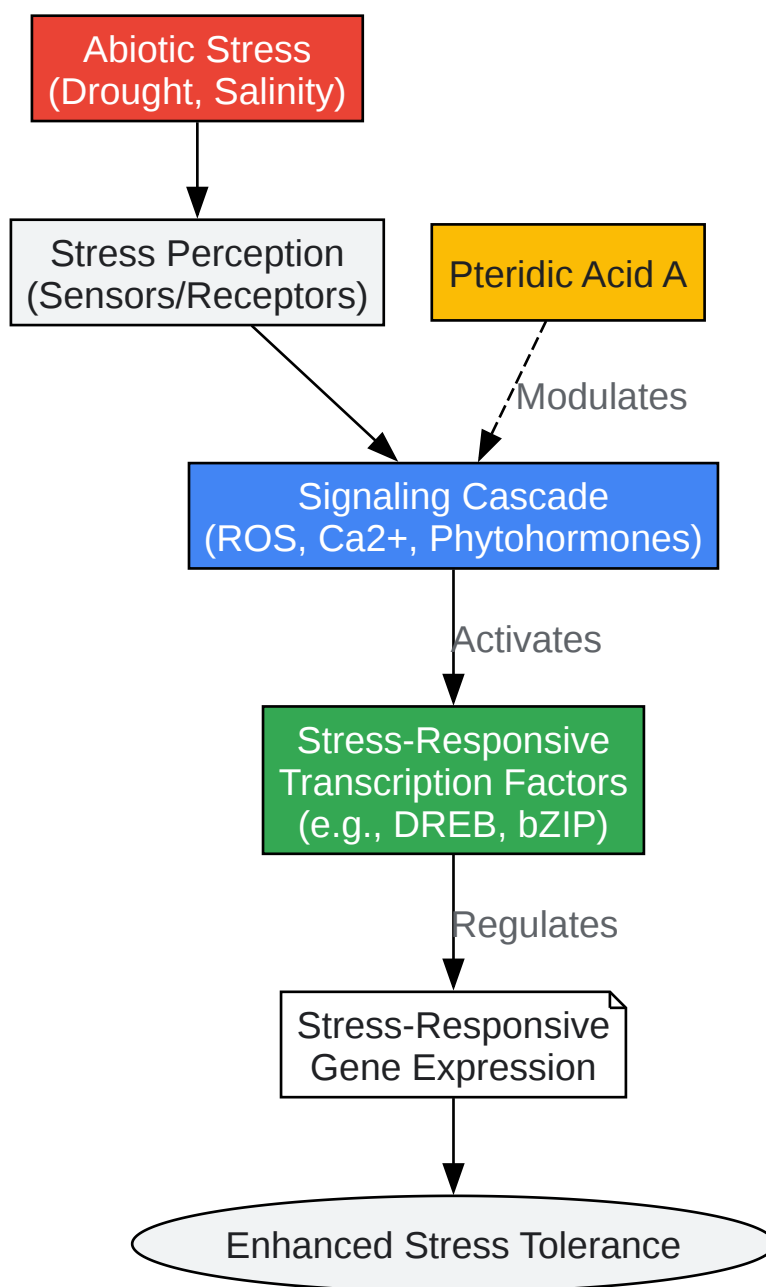 Abiotic Stress
(Drought, Salinity)
Stress Perception
(Sensors/Receptors)
Pteridic Acid A
Modulates
Signaling Cascade
(ROS, Ca2+, Phytohormones)
Activates
Stress-Responsive
Transcription Factors
(e.g., DREB, bZIP)
Regulates
Stress-Responsive
Gene Expression
Enhanced Stress Tolerance